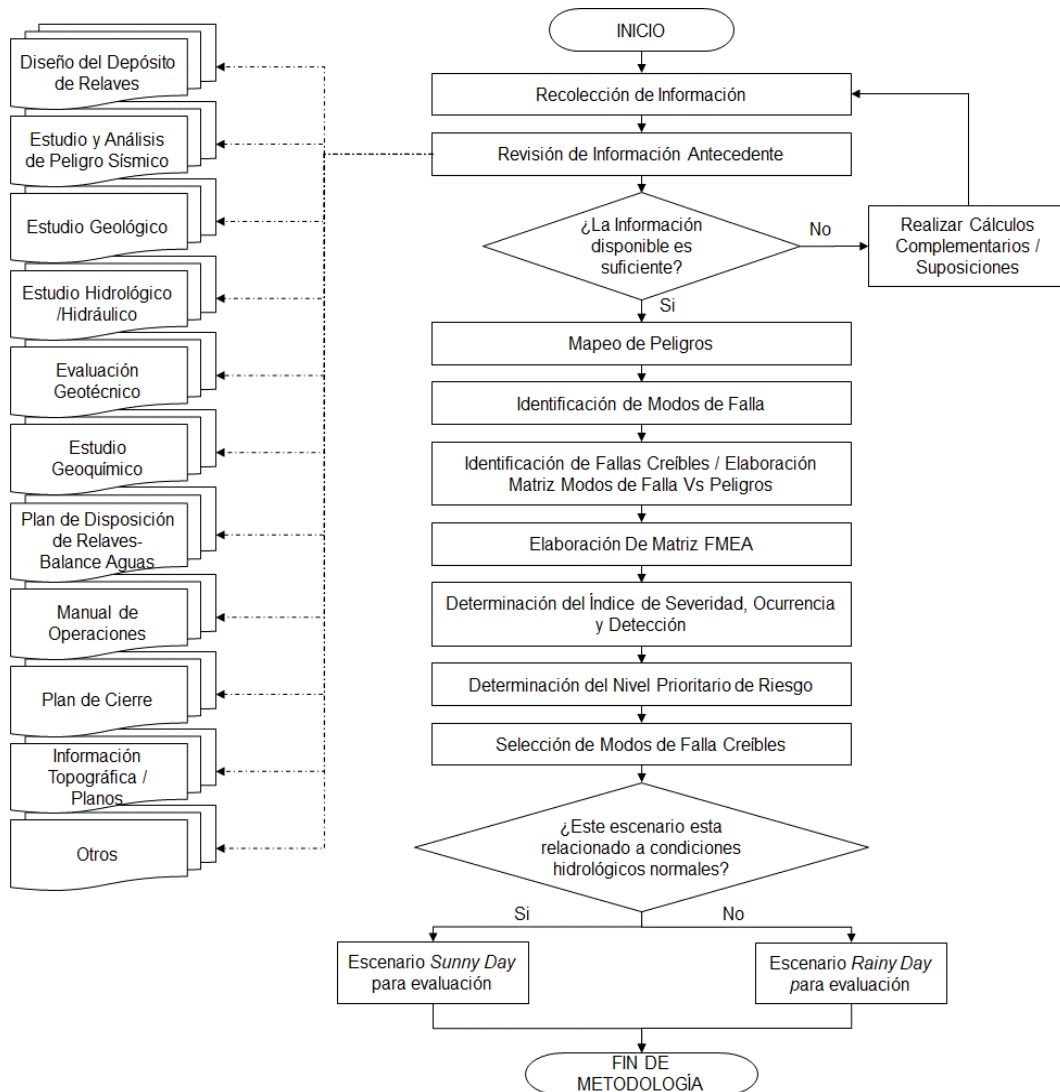 INICIO
Recolección de Información
Revisión de Información Antecedente
¿La Información
disponible es
suficiente?
No
Realizar Cálculos
Complementarios /
Suposiciones
Si
Mapeo de Peligros
Identificación de Modos de Falla
Identificación de Fallas Creíbles / Elaboración
Matriz Modos de Falla Vs Peligros
Elaboración De Matriz FMEA
Determinación del Índice de Severidad, Ocurrencia
y Detección
Determinación del Nivel Prioritario de Riesgo
Selección de Modos de Falla Creíbles
¿Este escenario esta
relacionado a condiciones
hidrológicos normales?
Si
No
Escenario Sunny Day
para evaluación
Escenario Rainy Day
para evaluación
FIN DE
METODOLOGÍA
Diseño del Depósito
de Relaves
Estudio y Análisis
de Peligro Sísmico
Estudio Geológico
Estudio Hidrológico
/Hidráulico
Evaluación
Geotécnico
Estudio
Geoquímico
Plan de Disposición
de Relaves-
Balance Aguas
Manual de
Operaciones
Plan de Cierre
Información
Topográfica /
Planos
Otros